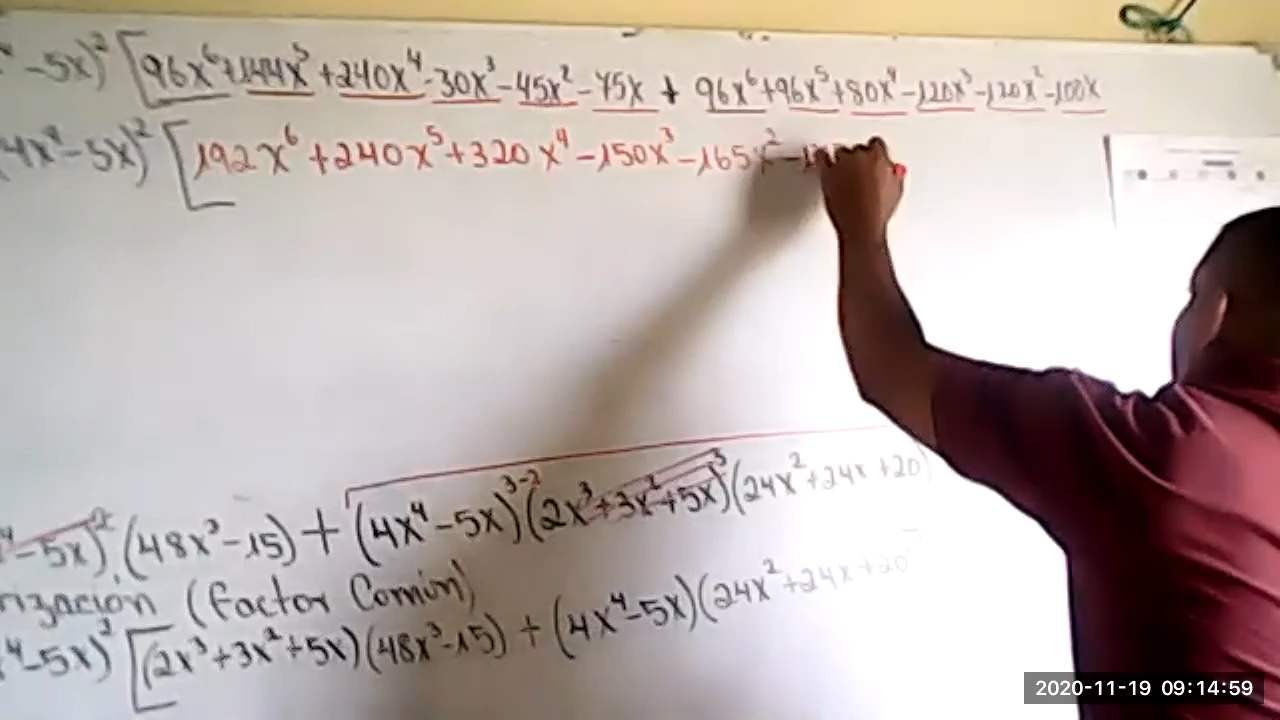 -5x)² [96x⁶+144x⁵+240x⁴-30x³-45x²-75x + 96x⁶+96x⁵+80x⁴-120x³-120x²-100x
(4x⁴-5x)² [192x⁶+240x⁵+320x⁴-150x³-165x²-
-5x)² (48x³-15) + (4x⁴-5x)³⁻² (2x³+3x²+5x)³ (24x²+24x+20)
rización (Factor Común)
⁴-5x)² [(2x³+3x²+5x)(48x³-15) + (4x⁴-5x)(24x²+24x+20
2020-11-19 09:14:59